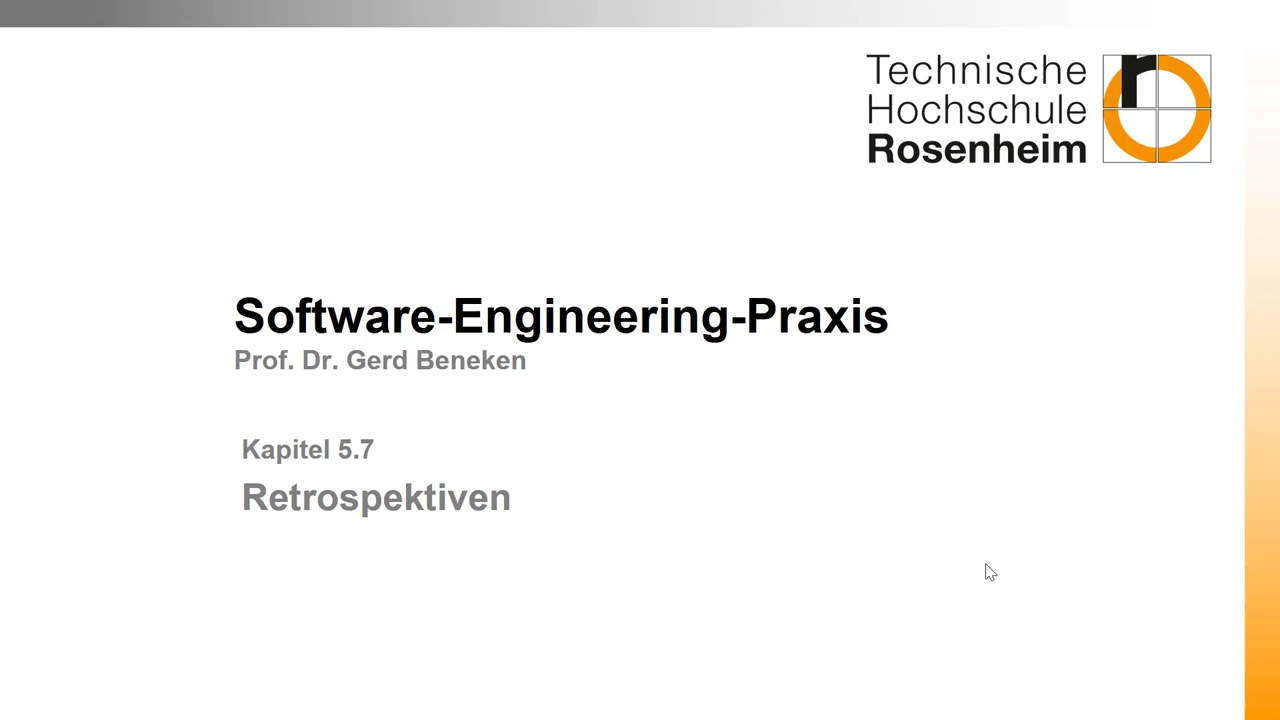 Technische
Hochschule
Rosenheim
Software-Engineering-Praxis
Prof. Dr. Gerd Beneken
Kapitel 5.7
Retrospektiven